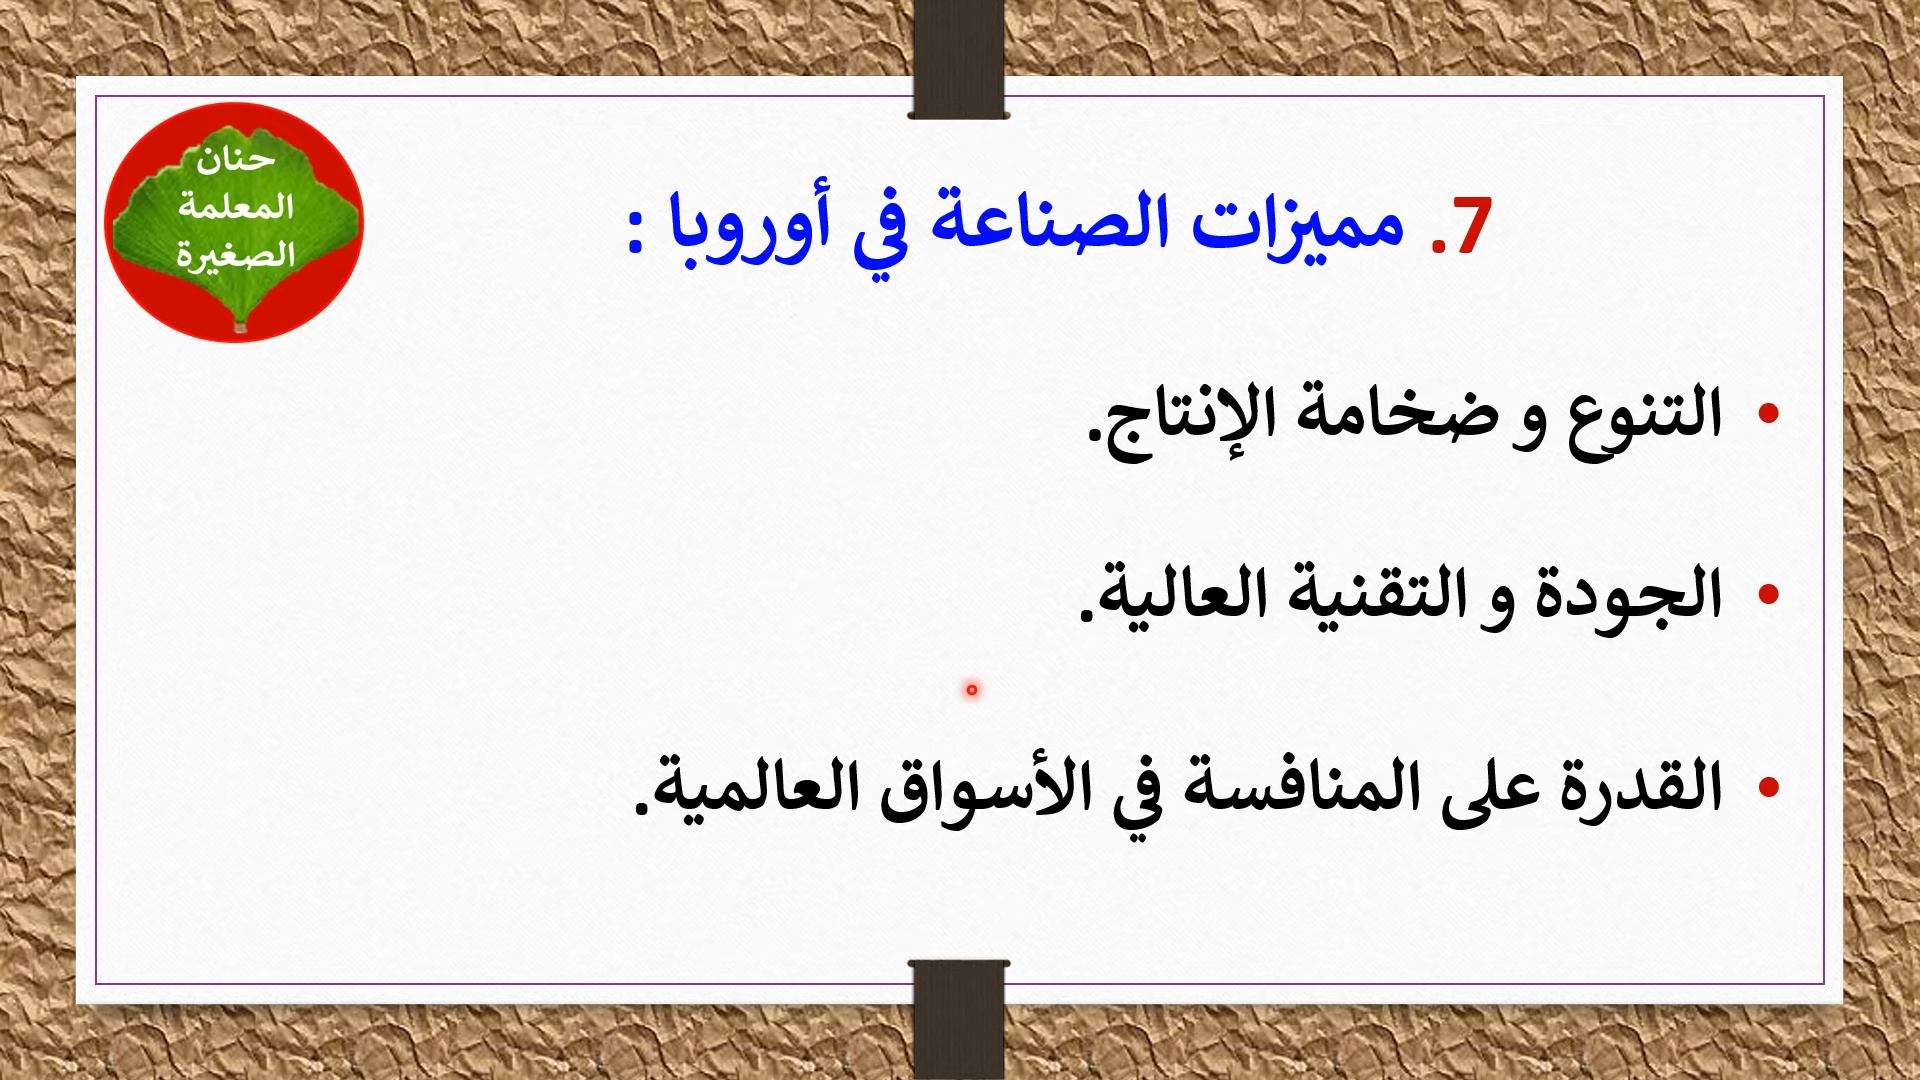 حنان
المعلمة
الصغيرة
7. مميزات الصناعة في أوروبا :
• التنوع و ضخامة الإنتاج.
• الجودة و التقنية العالية.
• القدرة على المنافسة في الأسواق العالمية.